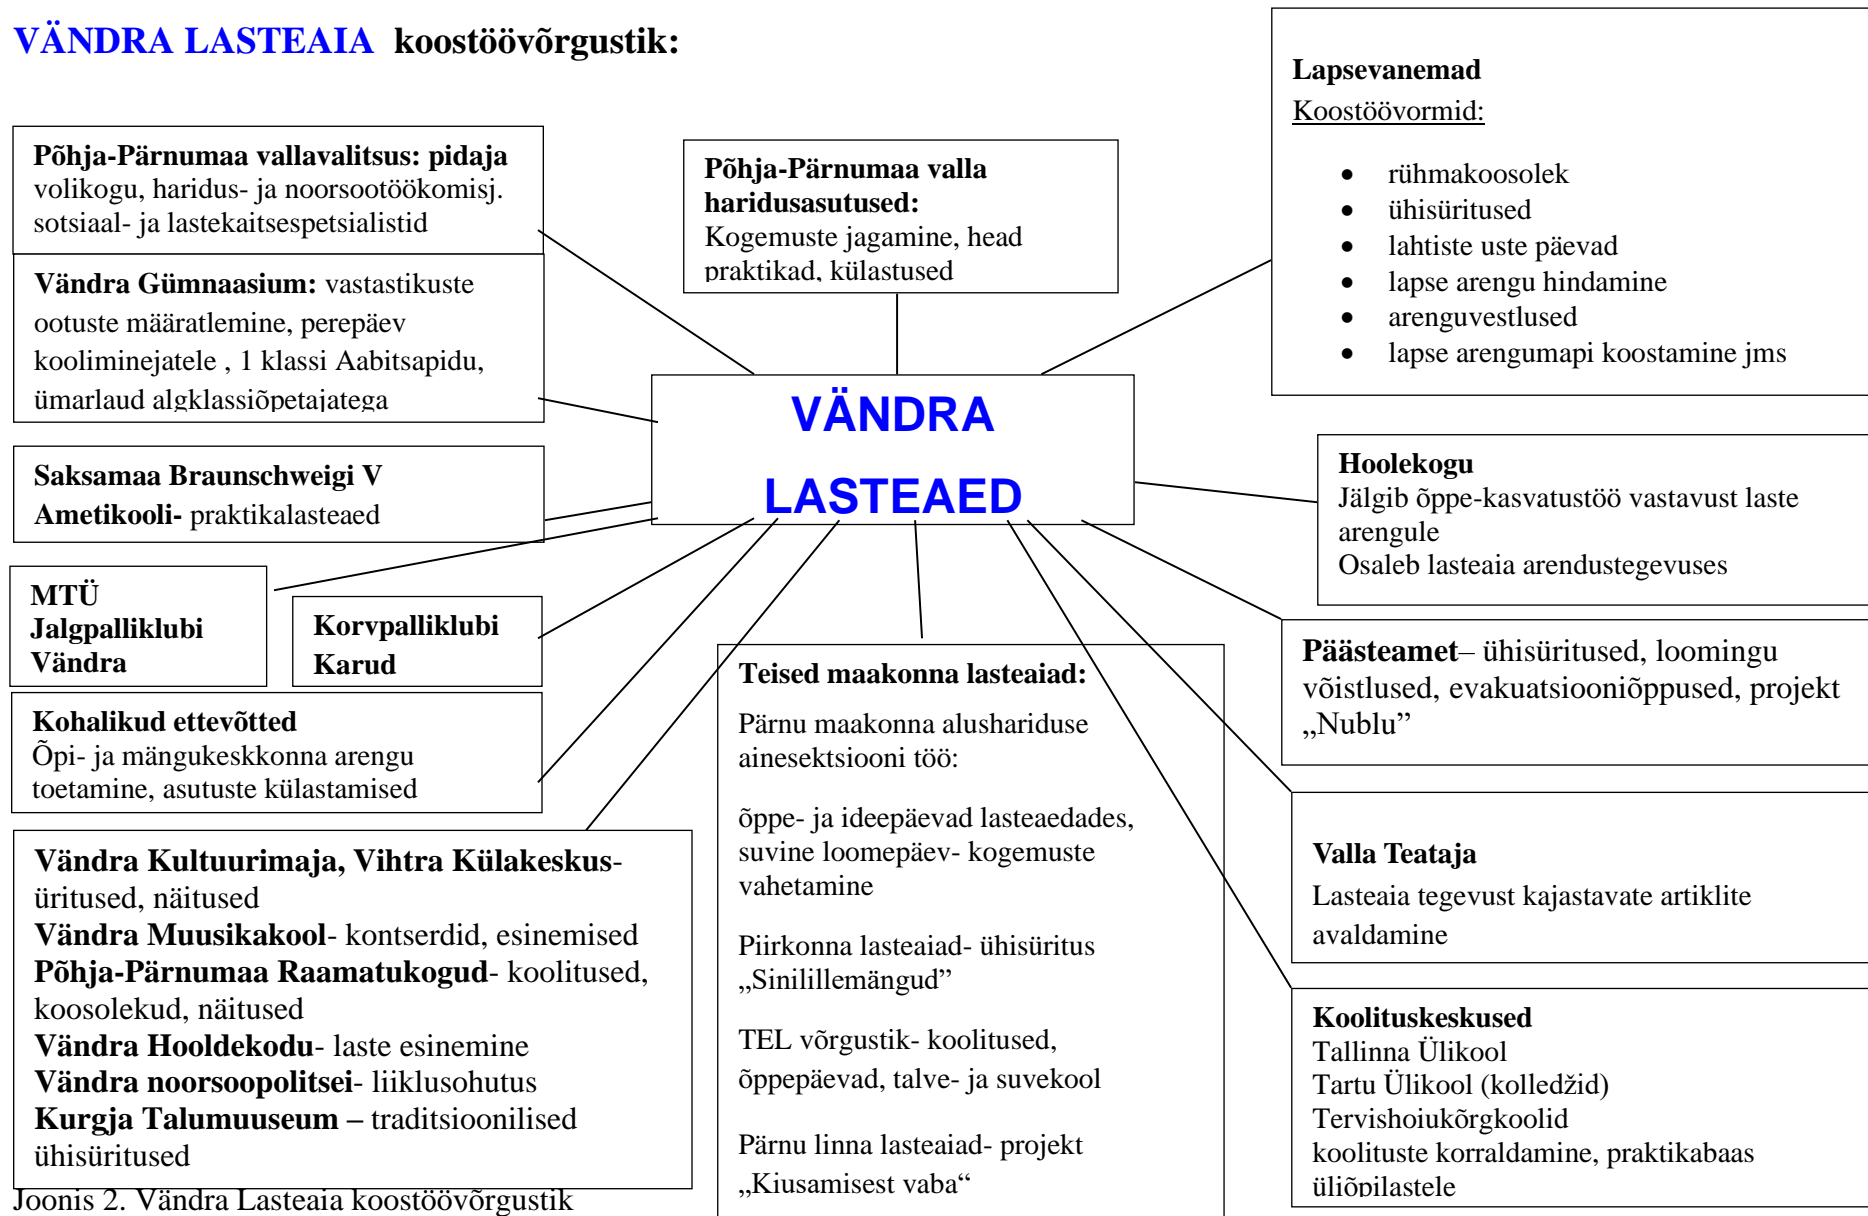 VÄNDRA LASTEAIA koostöövõrgustik:
Põhja-Pärnumaa vallavalitsus: pidaja
volikogu, haridus- ja noorsootöökomisj.
sotsiaal- ja lastekaitsespetsialistid
Vändra Gümnaasium: vastastikuste
ootuste määratlemine, perepäev
kooliminejatele , 1 klassi Aabitsapidu,
ümarlaud algklassiõpetajatega
Saksamaa Braunschweigi V
Ametikooli- praktikalasteaed
MTÜ
Jalgpalliklubi
Vändra
Korvpalliklubi
Karud
Kohalikud ettevõtted
Õpi- ja mängukeskkonna arengu
toetamine, asutuste külastamised
Vändra Kultuurimaja, Vihtra Külakeskus-
üritused, näitused
Vändra Muusikakool- kontserdid, esinemised
Põhja-Pärnumaa Raamatukogud- koolitused,
koosolekud, näitused
Vändra Hooldekodu- laste esinemine
Vändra noorsoopolitsei- liiklusohutus
Kurgja Talumuuseum – traditsioonilised
ühisüritused
Joonis 2. Vändra Lasteaia koostöövõrgustik
Põhja-Pärnumaa valla
haridusasutused:
Kogemuste jagamine, head
praktikad, külastused
VÄNDRA
LASTEAED
Teised maakonna lasteaiad:
Pärnu maakonna alushariduse
ainesektsiooni töö:
õppe- ja ideepäevad lasteaedades,
suvine loomepäev- kogemuste
vahetamine
Piirkonna lasteaiad- ühisüritus
„Sinilillemängud”
TEL võrgustik- koolitused,
õppepäevad, talve- ja suvekool
Pärnu linna lasteaiad- projekt
„Kiusamisest vaba“
Lapsevanemad
Koostöövormid:
• rühmakoosolek
• ühisüritused
• lahtiste uste päevad
• lapse arengu hindamine
• arenguvestlused
• lapse arengumapi koostamine jms
Hoolekogu
Jälgib õppe-kasvatustöö vastavust laste
arengule
Osaleb lasteaia arendustegevuses
Päästeamet– ühisüritused, loomingu
võistlused, evakuatsiooniõppused, projekt
„Nublu”
Valla Teataja
Lasteaia tegevust kajastavate artiklite
avaldamine
Koolituskeskused
Tallinna Ülikool
Tartu Ülikool (kolledžid)
Tervishoiukõrgkoolid
koolituste korraldamine, praktikabaas
üliõpilastele